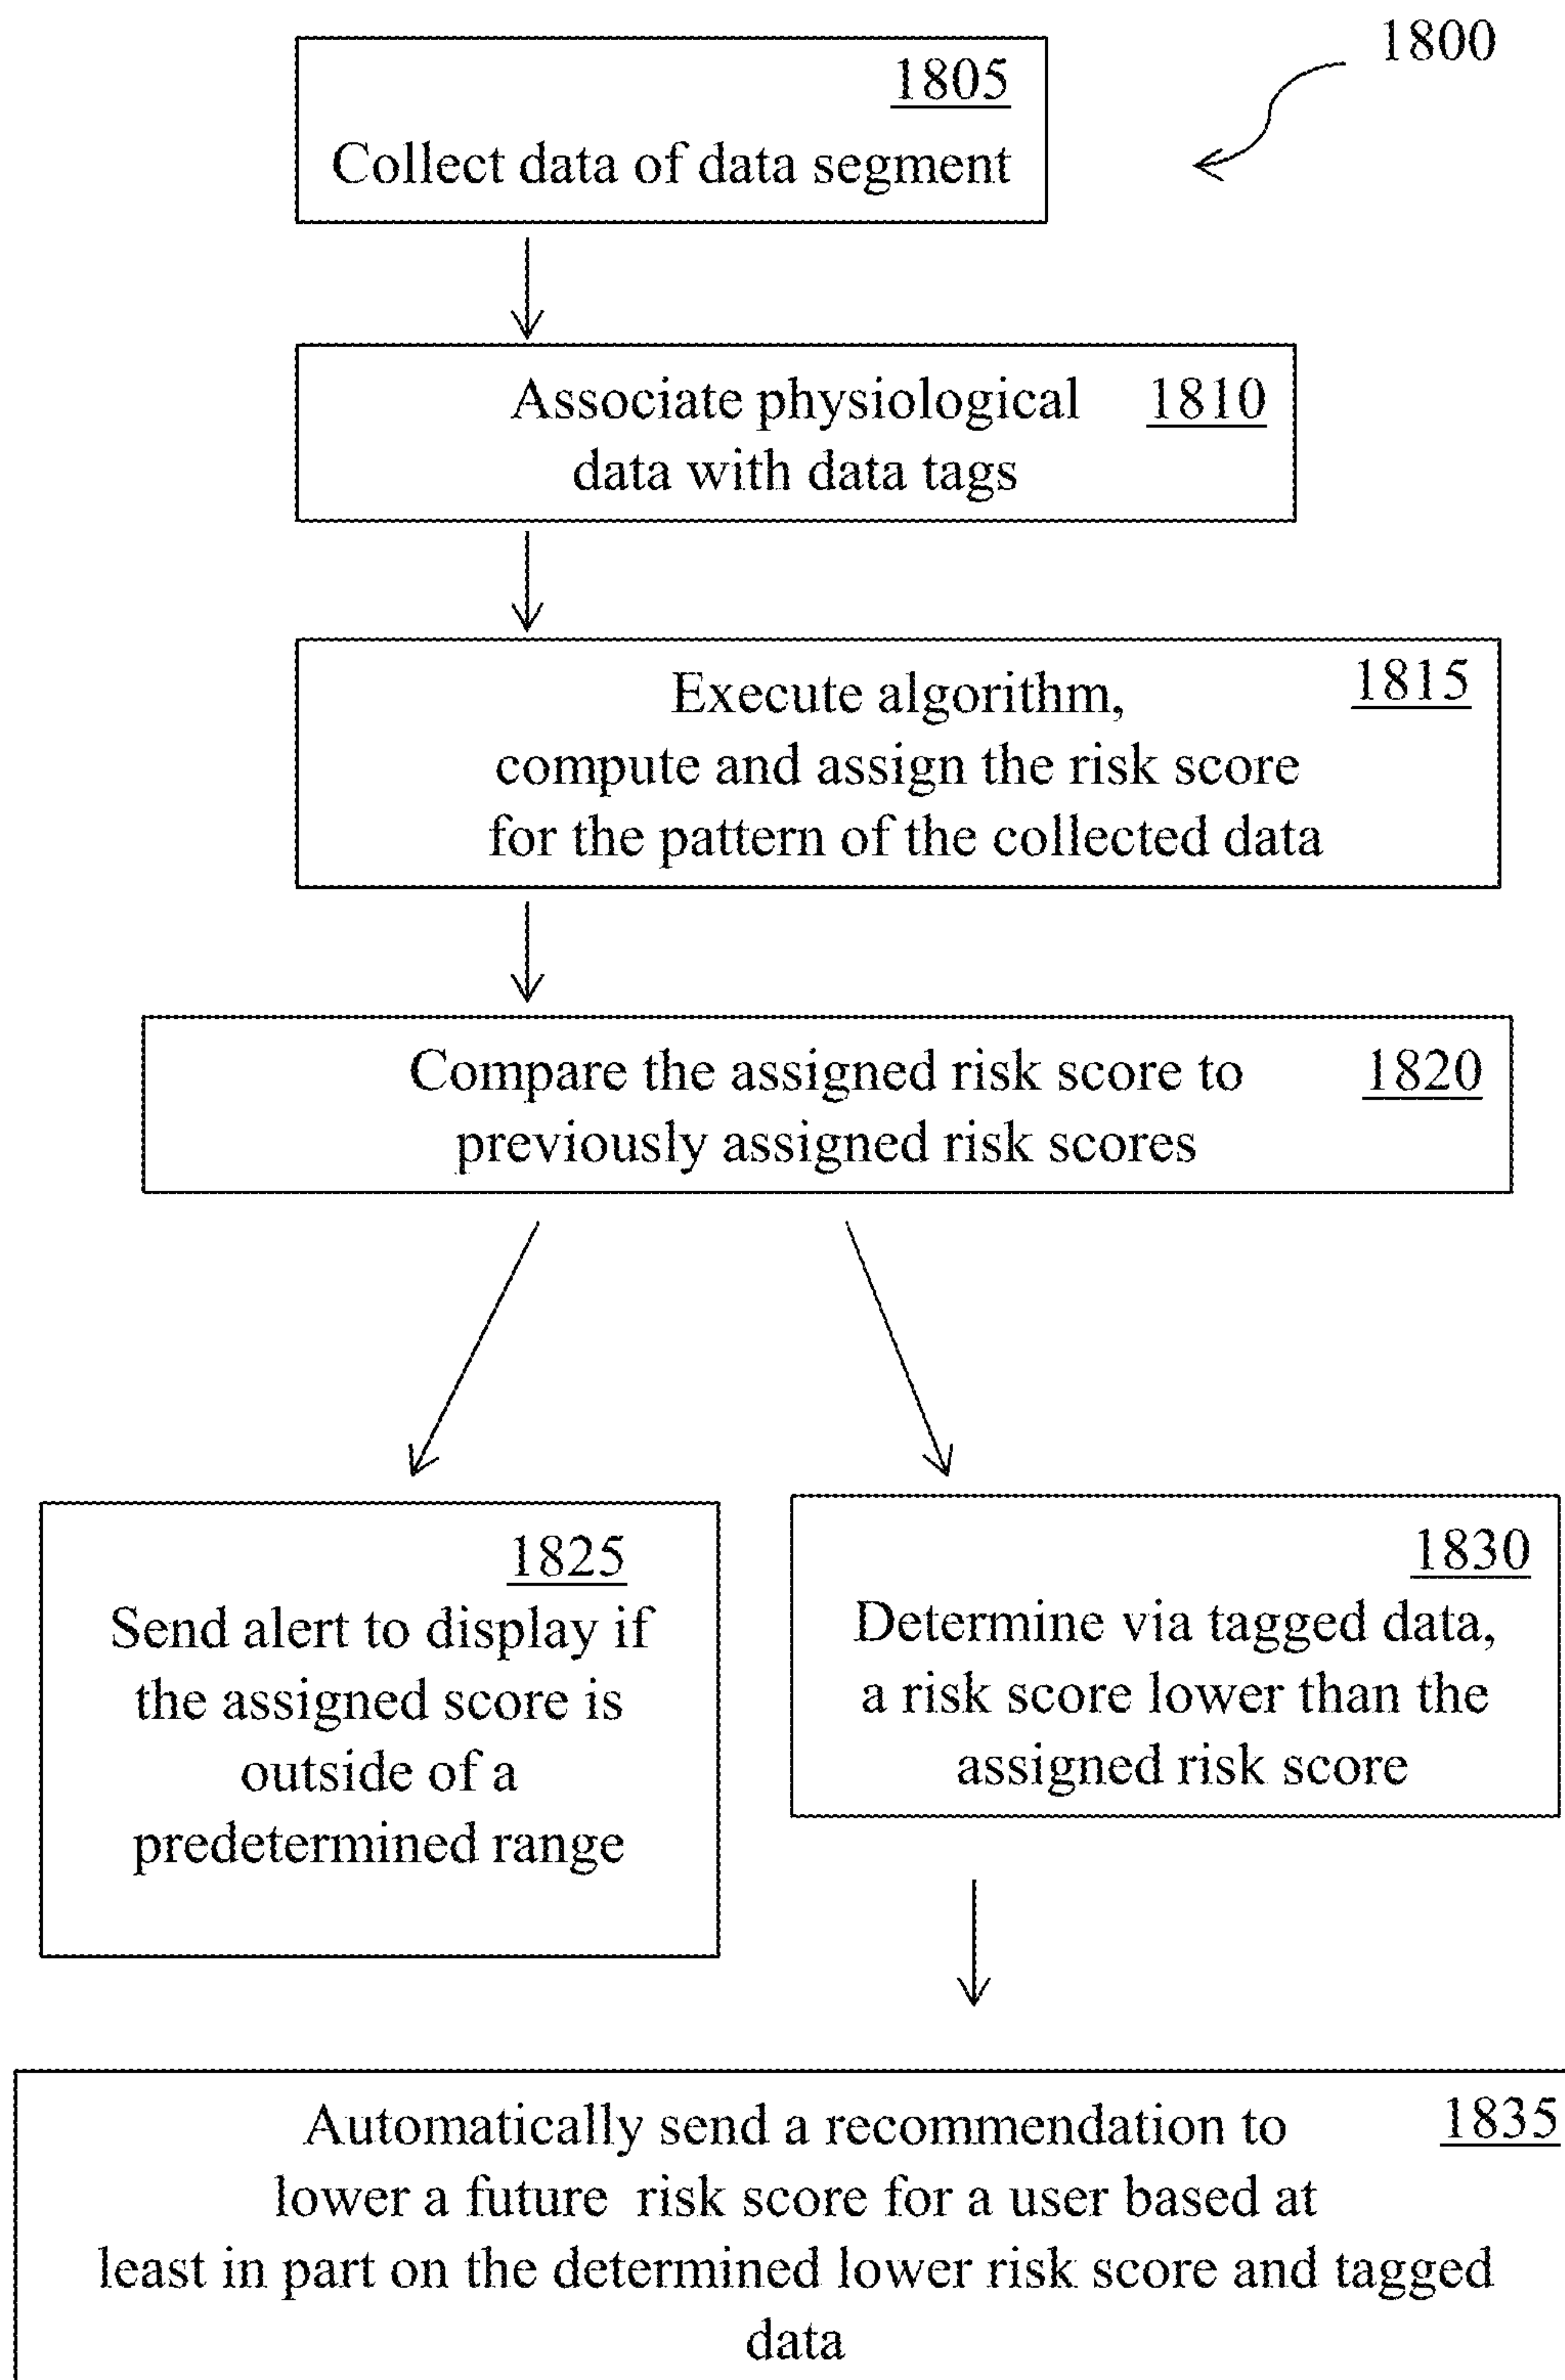 1800
1805
Collect data of data segment
Associate physiological 1810
data with data tags
Execute algorithm, 1815
compute and assign the risk score
for the pattern of the collected data
Compare the assigned risk score to 1820
previously assigned risk scores
1825
Send alert to display if
the assigned score is
outside of a
predetermined range
1830
Determine via tagged data,
a risk score lower than the
assigned risk score
Automatically send a recommendation to 1835
lower a future risk score for a user based at
least in part on the determined lower risk score and tagged
data